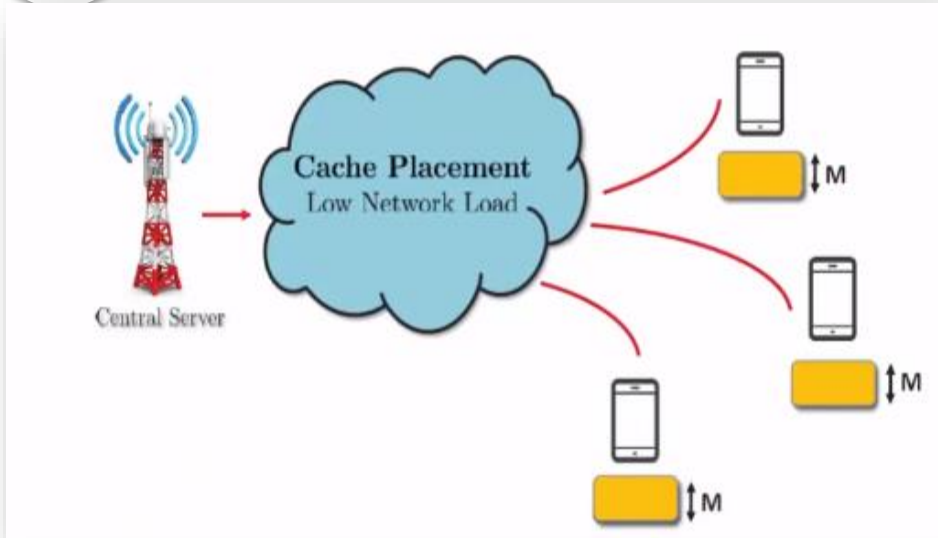 Cache Placement
Low Network Load
Central Server
M
M
M